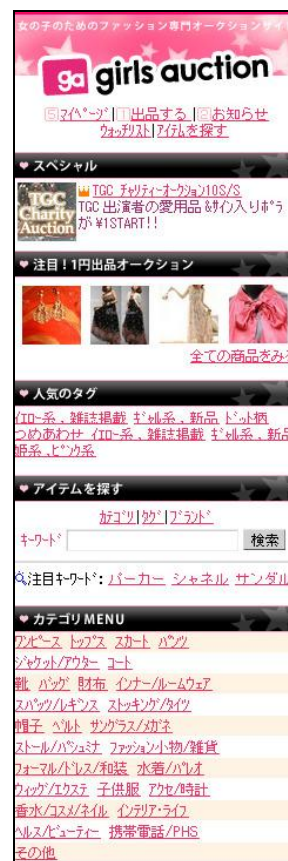 女の子のためのファッション専門オークションサイ
ga girls auction
5ﾏｲﾍﾟｰｼﾞ|1出品する|2お知らせ
ｳｫｯﾁﾘｽﾄ|ｱｲﾃﾑを探す
スペシャル
TGC Charity Auction
TGC ﾁｬﾘﾃｨｰｵｰｸｼｮﾝ10S/S
TGC 出演者の愛用品&ｻｲﾝ入りﾎﾟﾗ
が ¥1START!!
注目！1円出品オークション
全ての商品をみる
人気のタグ
ｲｴﾛｰ系 , 雑誌掲載 ｷﾞｬﾙ系 , 新品 ﾄﾞｯﾄ柄
つめあわせ ｲｴﾛｰ系 , 雑誌掲載 ｷﾞｬﾙ系 , 新品
姫系 , ﾋﾟﾝｸ系
アイテムを探す
ｶﾃｺﾞﾘ|ﾀｸﾞ|ﾌﾞﾗﾝﾄﾞ
ｷｰﾜｰﾄﾞ 検索
注目ｷｰﾜｰﾄﾞ: パーカー シャネル サンダル
カテゴリ MENU
ﾜﾝﾋﾟｰｽ ﾄｯﾌﾟｽ ｽｶｰﾄ ﾊﾟﾝﾂ
ｼﾞｬｹｯﾄ/ｱｳﾀｰ ｺｰﾄ
靴 ﾊﾞｯｸﾞ 財布 ｲﾝﾅｰ/ﾙｰﾑｳｪｱ
ｽﾊﾟｯﾂ/ﾚｷﾞﾝｽ ｽﾄｯｷﾝｸﾞ/ﾀｲﾂ
帽子 ﾍﾞﾙﾄ ｻﾝｸﾞﾗｽ/ﾒｶﾞﾈ
ｽﾄｰﾙ/ﾊﾟｼｭﾐﾅ ﾌｧｯｼｮﾝ小物/雑貨
ﾌｫｰﾏﾙ/ﾄﾞﾚｽ/和装 水着/ﾊﾟﾚｵ
ｳｨｯｸﾞ/ｴｸｽﾃ 子供服 ｱｸｾ/時計
香水/ｺｽﾒ/ﾈｲﾙ ｲﾝﾃﾘｱ･ﾗｲﾌ
ﾍﾙｽ/ﾋﾞｭｰﾃｨｰ 携帯電話/PHS
その他